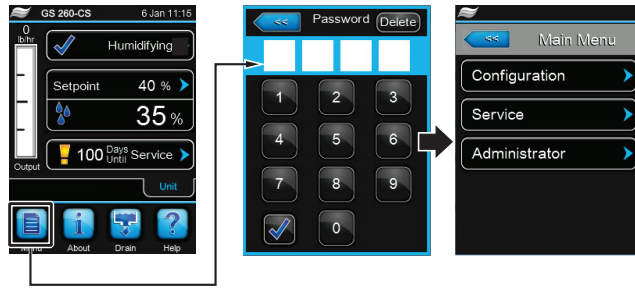 GS 260-CS 6 Jan 11:15
0
lb/hr
Humidifying
Setpoint 40 %
35 %
100 Days Until Service
Output
Unit
Menu About Drain Help
<< Password Delete
1 2 3
4 5 6
7 8 9
0
<< Main Menu
Configuration
Service
Administrator